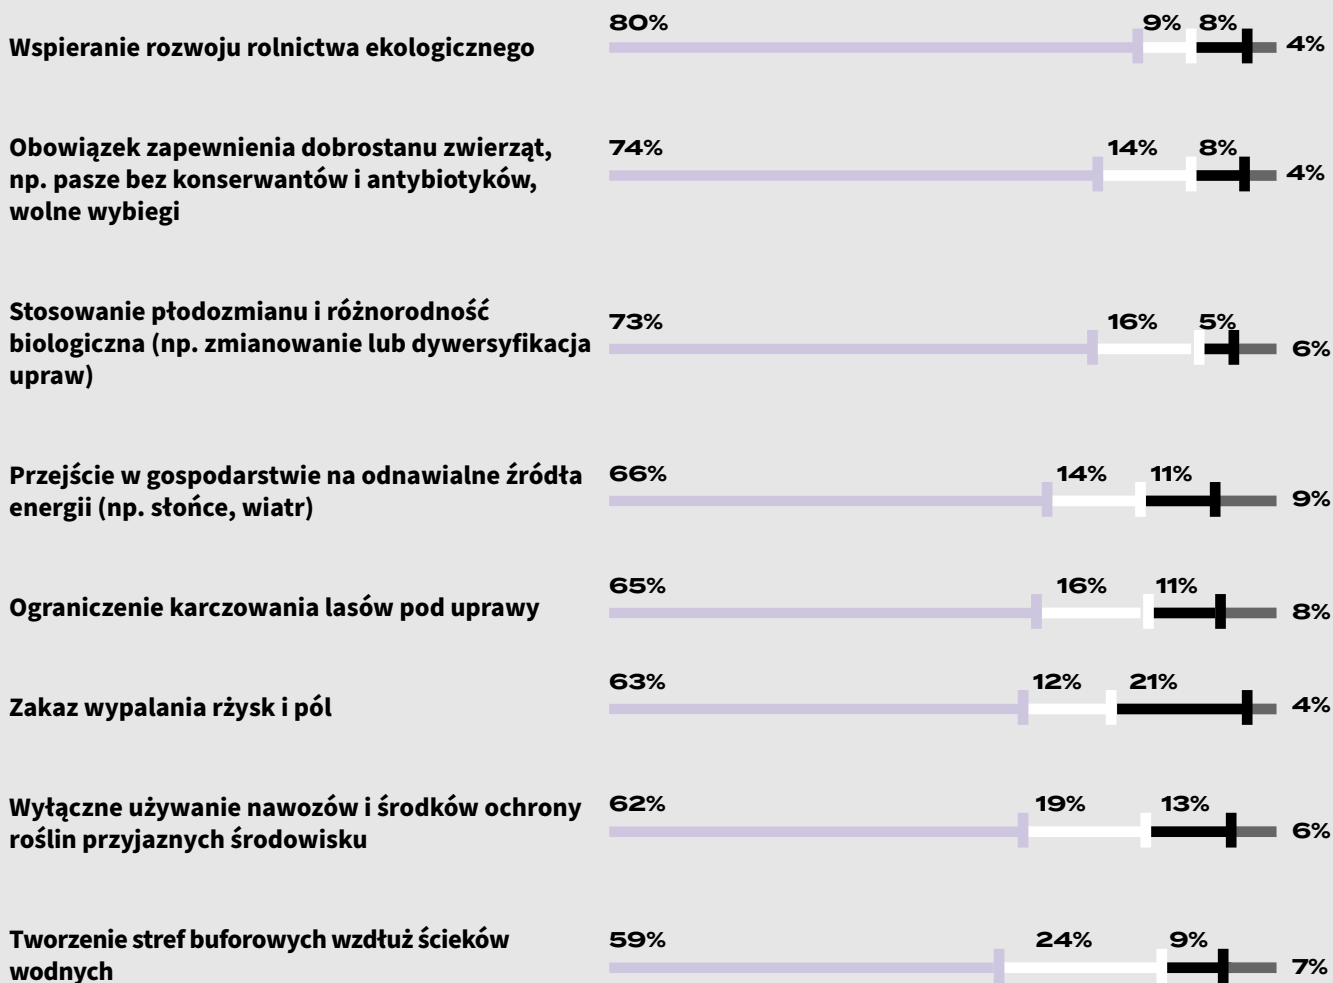 80% 9% 8%
Wspieranie rozwoju rolnictwa ekologicznego 4%
Obowiązek zapewnienia dobrostanu zwierząt, 74% 14% 8%
np. pasze bez konserwantów i antybiotyków, 4%
wolne wybiegi
Stosowanie płodozmianu i różnorodność 73% 16% 5%
biologiczna (np. zmianowanie lub dywersyfikacja 6%
upraw)
Przejście w gospodarstwie na odnawialne źródła 66% 14% 11%
energii (np. słońce, wiatr) 9%
65% 16% 11%
Ograniczenie karczowania lasów pod uprawy 8%
63% 12% 21%
Zakaz wypalania rżysk i pól 4%
Wyłączne używanie nawozów i środków ochrony 62% 19% 13%
roślin przyjaznych środowisku 6%
Tworzenie stref buforowych wzdłuż ścieków 59% 24% 9%
wodnych 7%